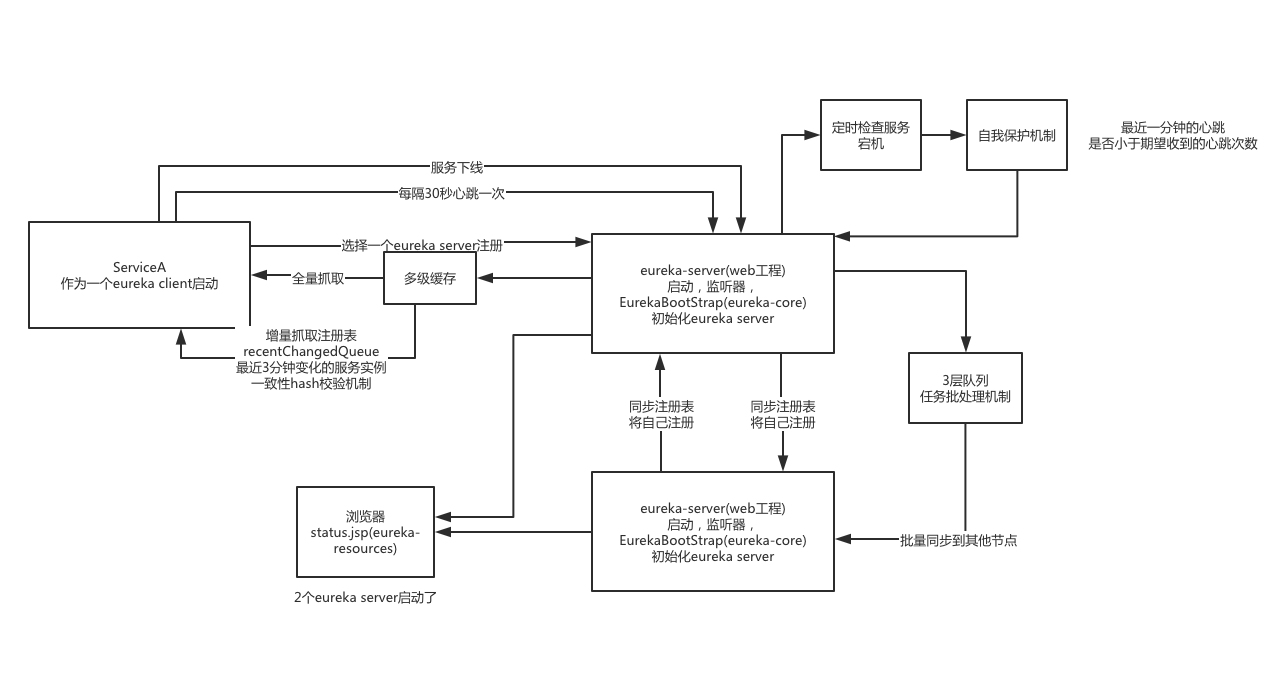 定时检查服务
宕机
自我保护机制
最近一分钟的心跳
是否小于期望收到的心跳次数
服务下线
每隔30秒心跳一次
选择一个eureka server注册
ServiceA
作为一个eureka client启动
全量抓取
多级缓存
eureka-server(web工程)
启动，监听器，
EurekaBootStrap(eureka-core)
初始化eureka server
增量抓取注册表
recentChangedQueue
最近3分钟变化的服务实例
一致性hash校验机制
3层队列
任务批处理机制
同步注册表
将自己注册
同步注册表
将自己注册
浏览器
status.jsp(eureka-
resources)
eureka-server(web工程)
启动，监听器，
EurekaBootStrap(eureka-core)
初始化eureka server
批量同步到其他节点
2个eureka server启动了